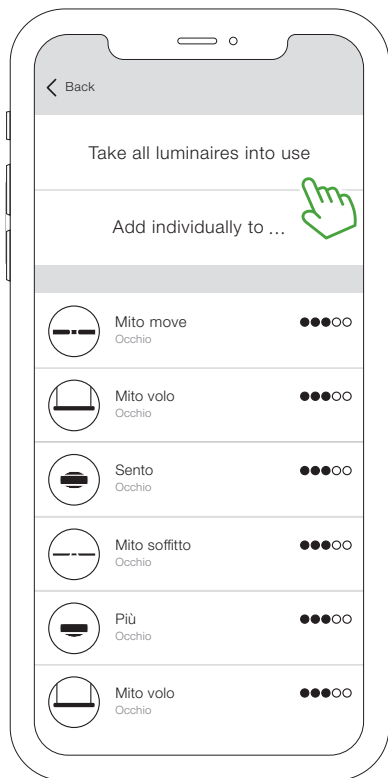 Back
Take all luminaires into use
Add individually to ...
Mito move
Occhio
Mito volo
Occhio
Sento
Occhio
Mito soffitto
Occhio
Più
Occhio
Mito volo
Occhio